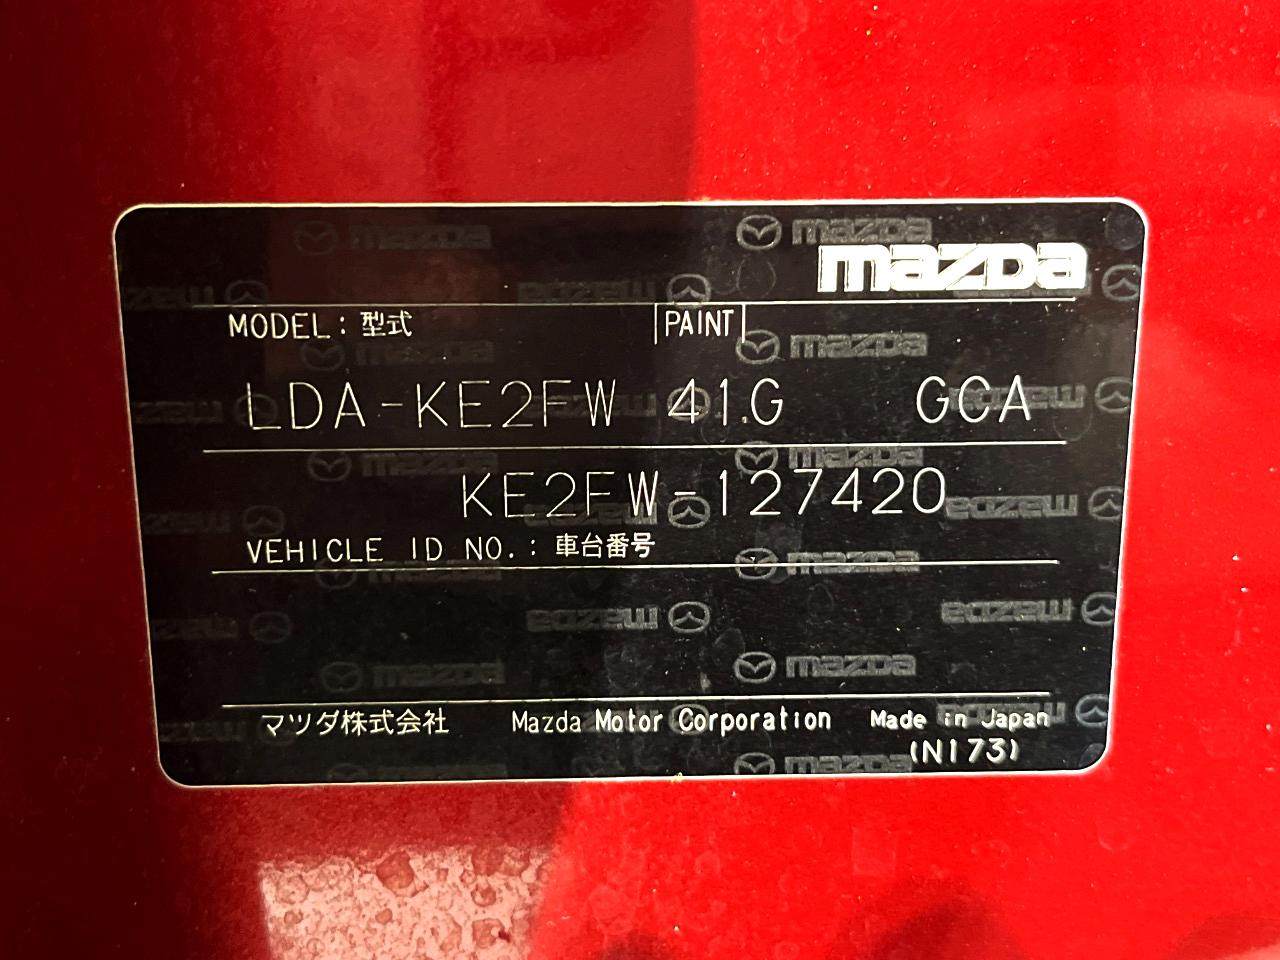 mazda
MODEL: 型式 PAINT
LDA-KE2FW 41.G GCA
KE2FW-127420
VEHICLE ID NO.: 車台番号
マツダ株式会社 Mazda Motor Corporation Made in Japan
(N173)